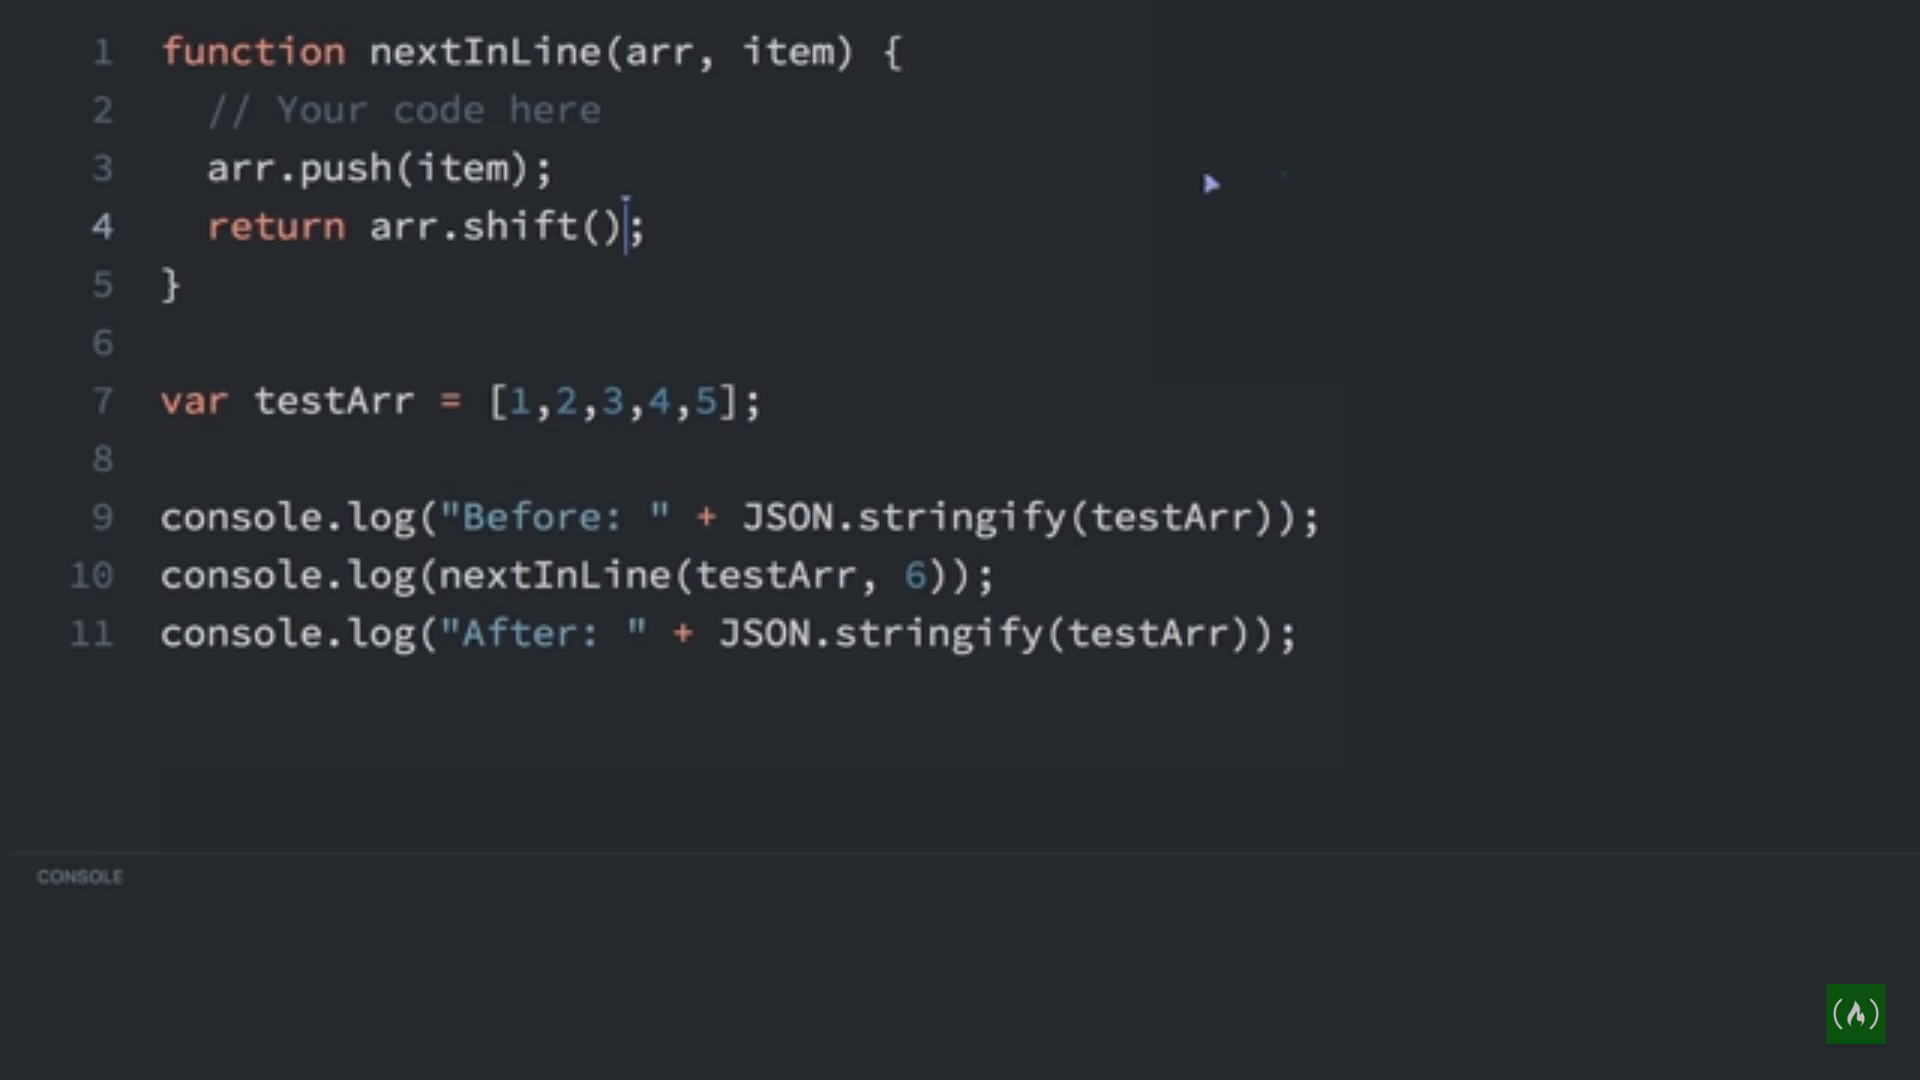 1 function nextInLine(arr, item) {
2 // Your code here
3 arr.push(item);
4 return arr.shift();
5 }
6
7 var testArr = [1,2,3,4,5];
8
9 console.log("Before: " + JSON.stringify(testArr));
10 console.log(nextInLine(testArr, 6));
11 console.log("After: " + JSON.stringify(testArr));
CONSOLE